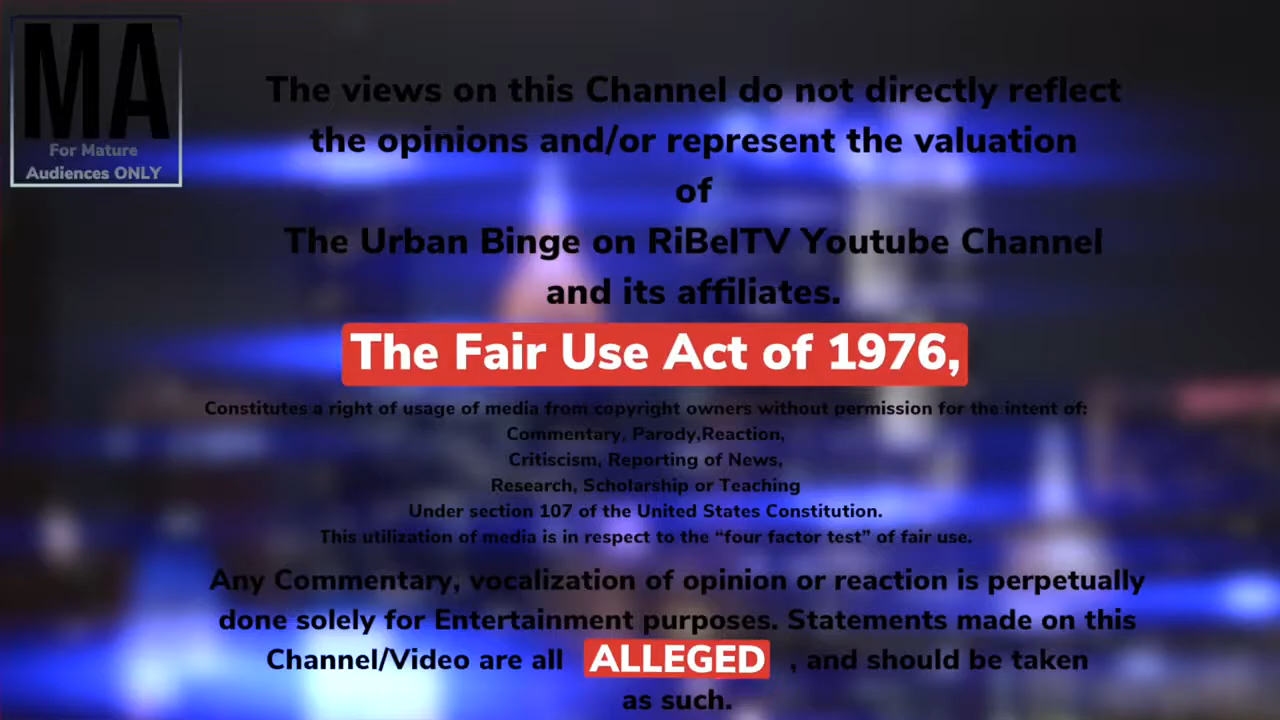 MA
For Mature
Audiences ONLY
The views on this Channel do not directly reflect
the opinions and/or represent the valuation
of
The Urban Binge on RiBelTV Youtube Channel
and its affiliates.
The Fair Use Act of 1976,
Constitutes a right of usage of media from copyright owners without permission for the intent of:
Commentary, Parody,Reaction,
Critiscism, Reporting of News,
Research, Scholarship or Teaching
Under section 107 of the United States Constitution.
This utilization of media is in respect to the “four factor test” of fair use.
Any Commentary, vocalization of opinion or reaction is perpetually
done solely for Entertainment purposes. Statements made on this
Channel/Video are all ALLEGED , and should be taken
as such.